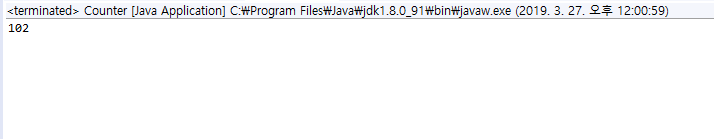 <terminated> Counter [Java Application] C:₩Program Files₩Java₩jdk1.8.0_91₩bin₩javaw.exe (2019. 3. 27. 오후 12:00:59)
102